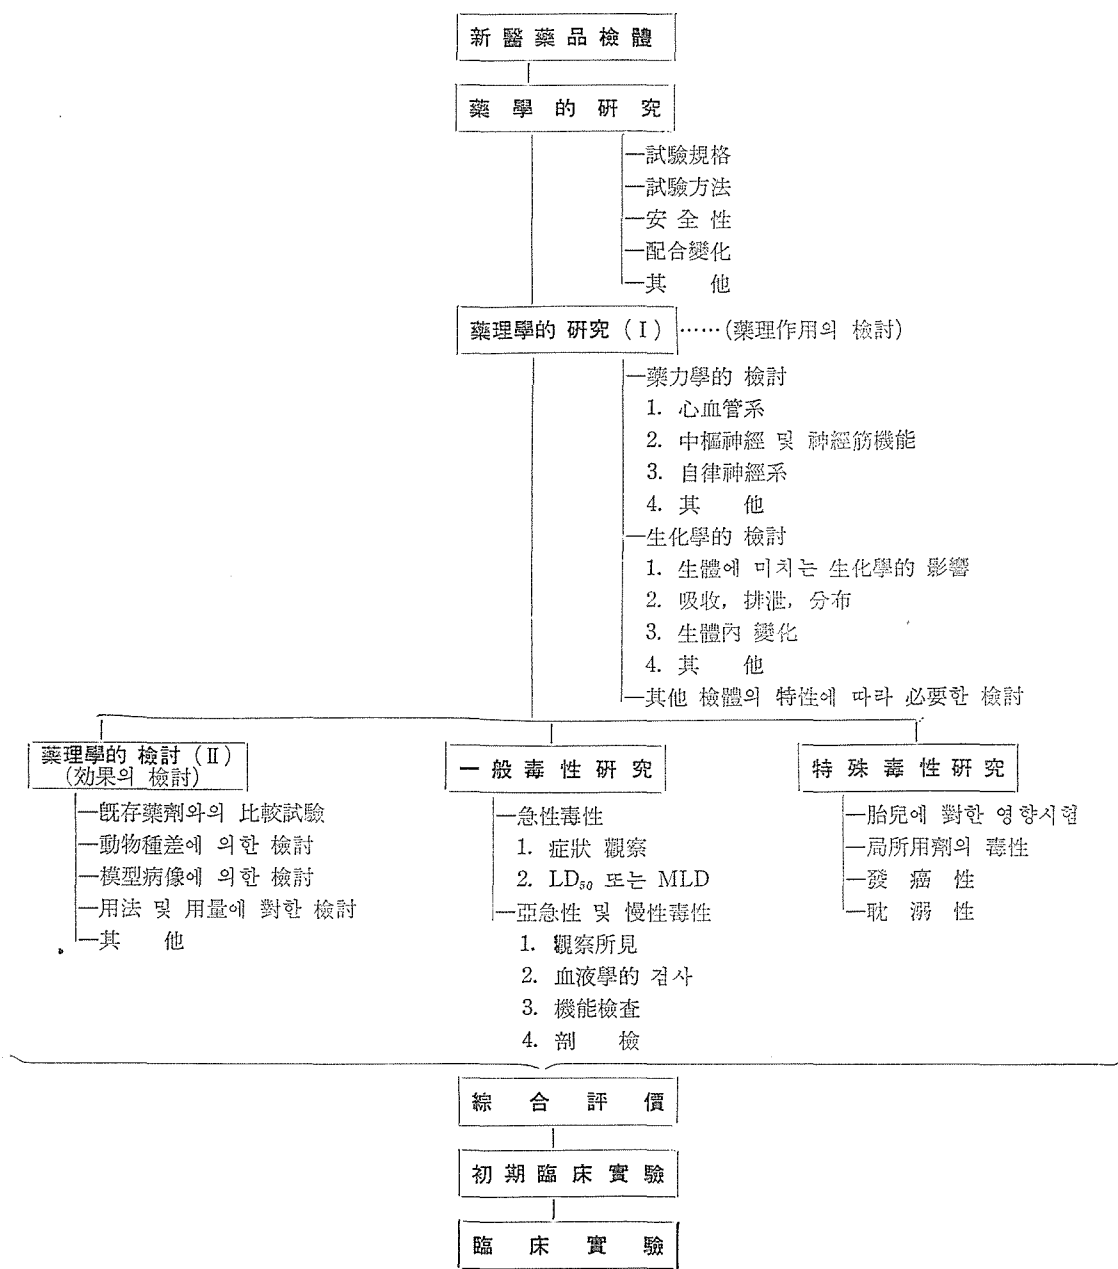 新醫藥品檢體
藥學的研究
試驗規格
試驗方法
安全性
配合變化
其他
藥理學的 研究 (Ⅰ) ……(藥理作用의 檢討)
藥力學的 檢討
1. 心血管系
2. 中樞神經 및 神經筋機能
3. 自律神經系
4. 其他
生化學的 檢討
1. 生體에 미치는 生化學的 影響
2. 吸收, 排泄, 分布
3. 生體內 變化
4. 其他
其他 檢體의 特性에 따라 必要한 檢討
藥理學的 檢討 (Ⅱ)
(効果의 檢討)
旣存藥劑와의 比較試驗
動物種差에 의한 檢討
模型病像에 의한 檢討
用法 및 用量에 對한 檢討
其他
一般毒性研究
急性毒性
1. 症狀 觀察
2. LD₅₀ 또는 MLD
亞急性 및 慢性毒性
1. 觀察所見
2. 血液學的 검사
3. 機能檢査
4. 剖檢
特殊毒性研究
胎兒에 對한 영향시험
局所用劑의 毒性
發癌性
耽溺性
綜合評價
初期臨床實驗
臨床實驗